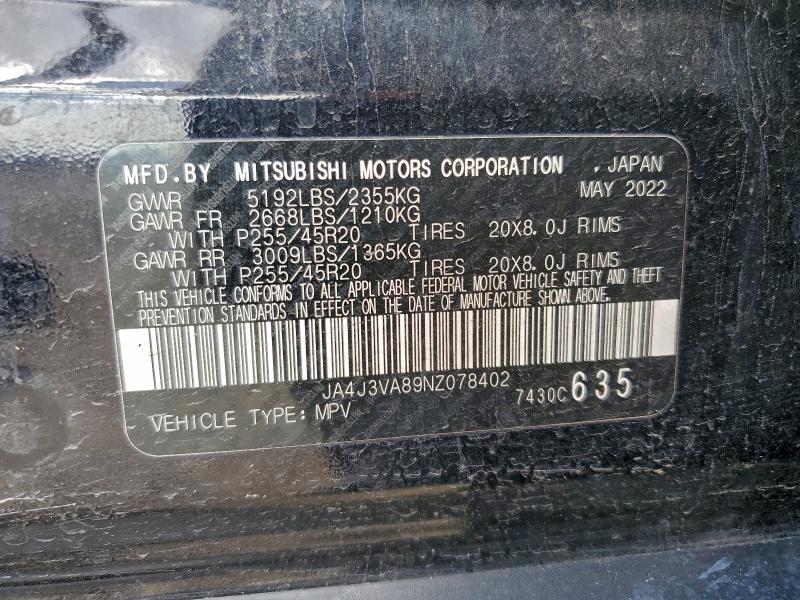 MFD.BY MITSUBISHI MOTORS CORPORATION , JAPAN
GVWR 5192LBS/2355KG MAY 2022
GAWR FR 2668LBS/1210KG
WITH P255/45R20 TIRES 20X8.0J RIMS
GAWR RR 3009LBS/1365KG
WITH P255/45R20 TIRES 20X8.0J RIMS
THIS VEHICLE CONFORMS TO ALL APPLICABLE FEDERAL MOTOR VEHICLE SAFETY AND THEFT
PREVENTION STANDARDS IN EFFECT ON THE DATE OF MANUFACTURE SHOWN ABOVE.
JA4J3VA89NZ078402
7430C635
VEHICLE TYPE: MPV